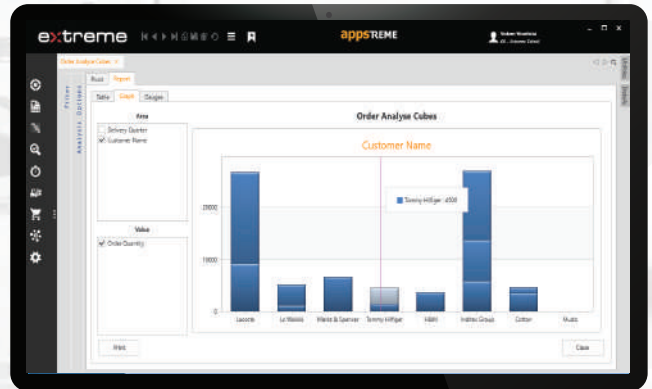 extreme
appsTREME
Order Analyse Cubes ×
Filter
Analysis Options
Pivot Report
Table Graph Gauges
Area
Delivery Quarter
Customer Name
Value
Order Quantity
Order Analyse Cubes
Customer Name
Tommy Hilfiger : 4500
20000
10000
0
Lacoste Lc Waikiki Marks & Spencer Tommy Hilfiger H&M Inditex Group Cotton
Print
Close